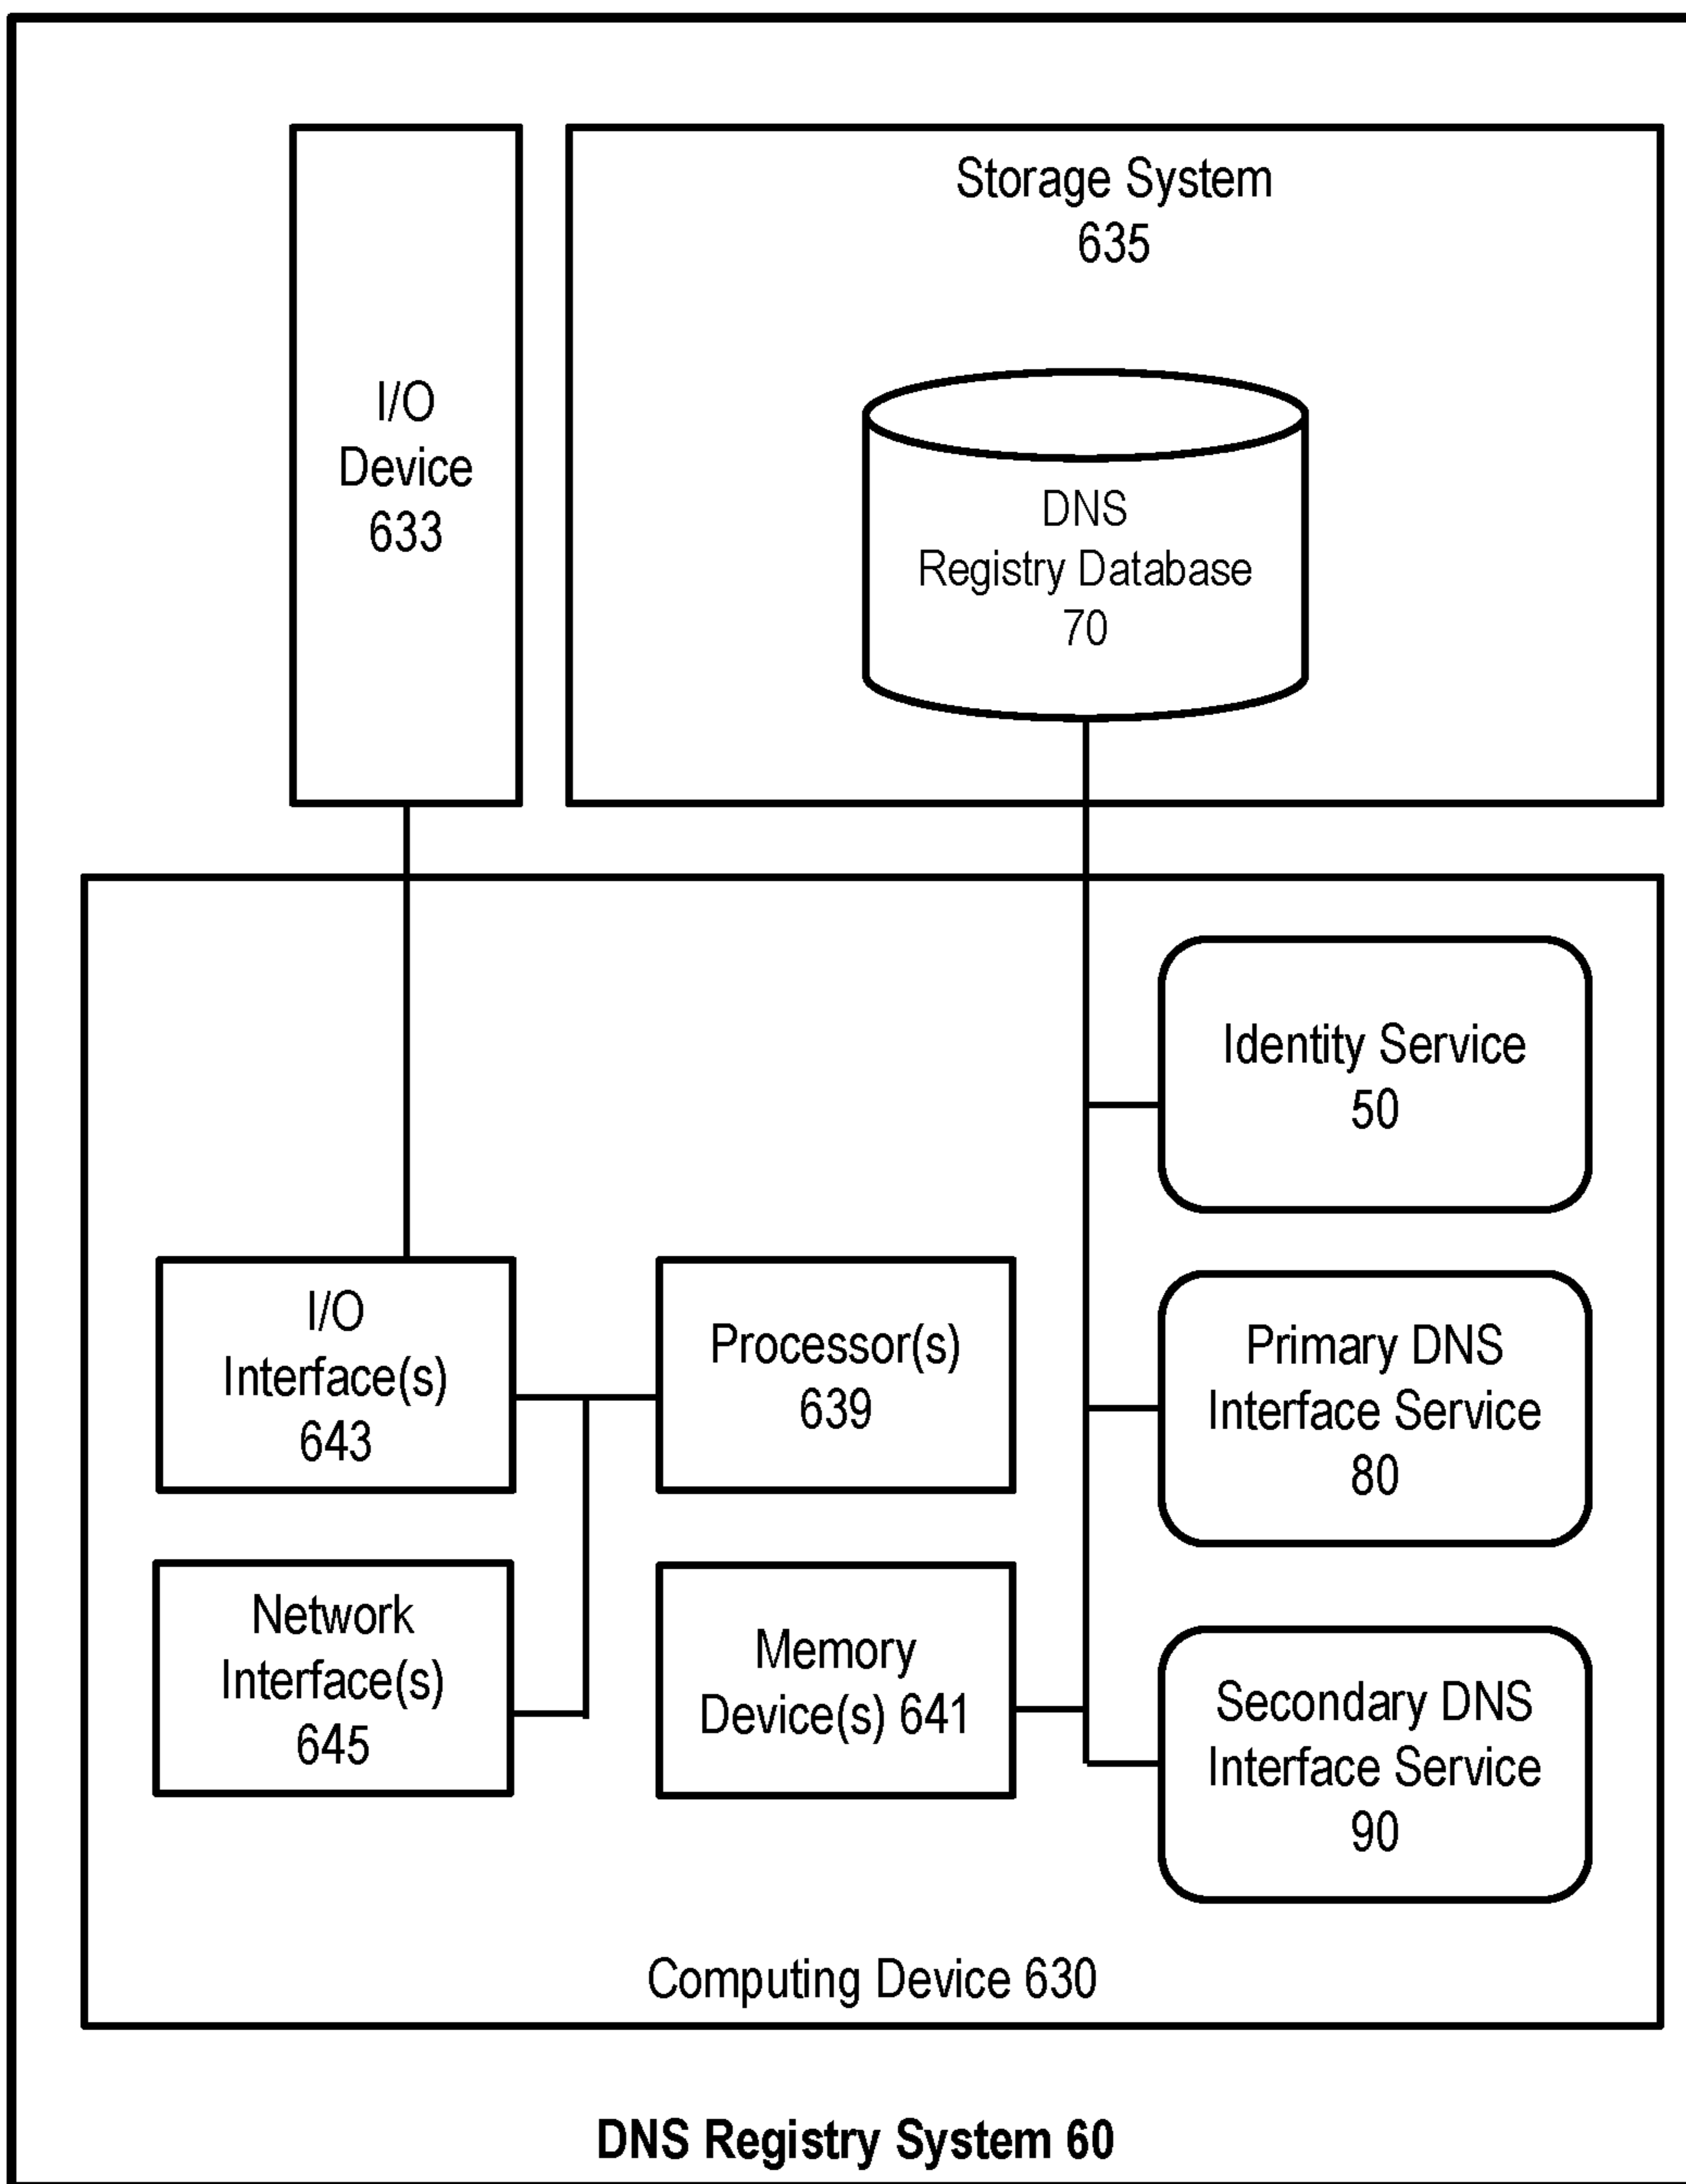 Storage System
635
I/O
Device
633
DNS
Registry Database
70
Identity Service
50
I/O
Interface(s)
643
Processor(s)
639
Primary DNS
Interface Service
80
Network
Interface(s)
645
Memory
Device(s) 641
Secondary DNS
Interface Service
90
Computing Device 630
DNS Registry System 60